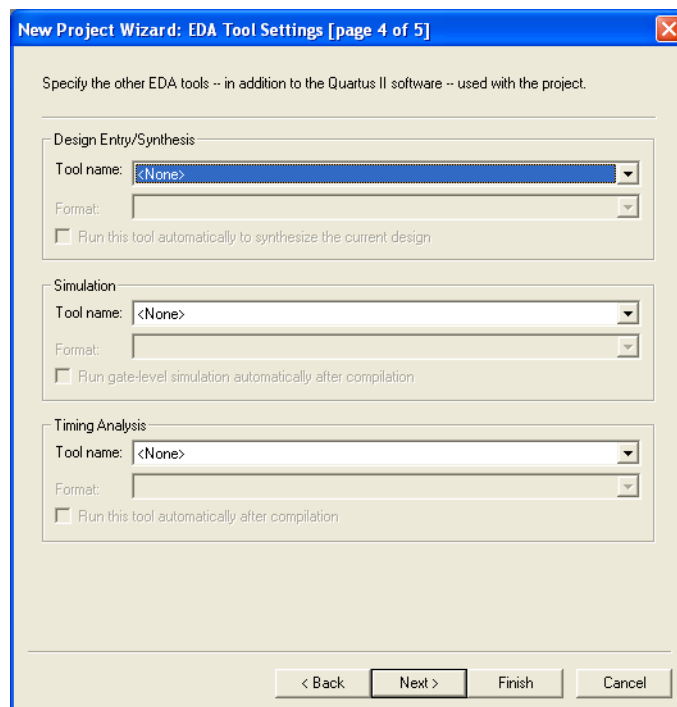 New Project Wizard: EDA Tool Settings [page 4 of 5]
Specify the other EDA tools -- in addition to the Quartus II software -- used with the project.
Design Entry/Synthesis
Tool name: <None>
Format:
Run this tool automatically to synthesize the current design
Simulation
Tool name: <None>
Format:
Run gate-level simulation automatically after compilation
Timing Analysis
Tool name: <None>
Format:
Run this tool automatically after compilation
< Back Next > Finish Cancel